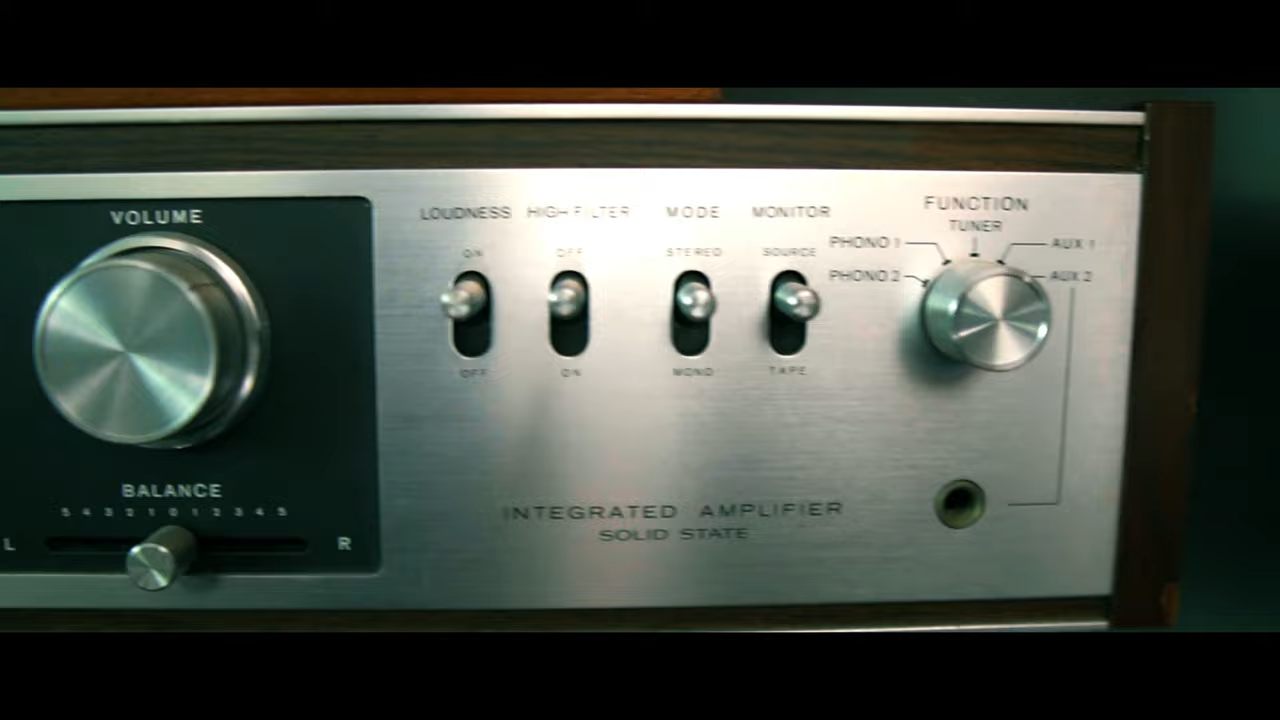 VOLUME
LOUDNESS HIGH FILTER MODE MONITOR
FUNCTION
TUNER
PHONO 1 AUX 1
ON OFF STEREO SOURCE
PHONO 2 AUX 2
OFF ON MONO TAPE
BALANCE
5 4 3 2 1 0 1 2 3 4 5
L R
INTEGRATED AMPLIFIER
SOLID STATE